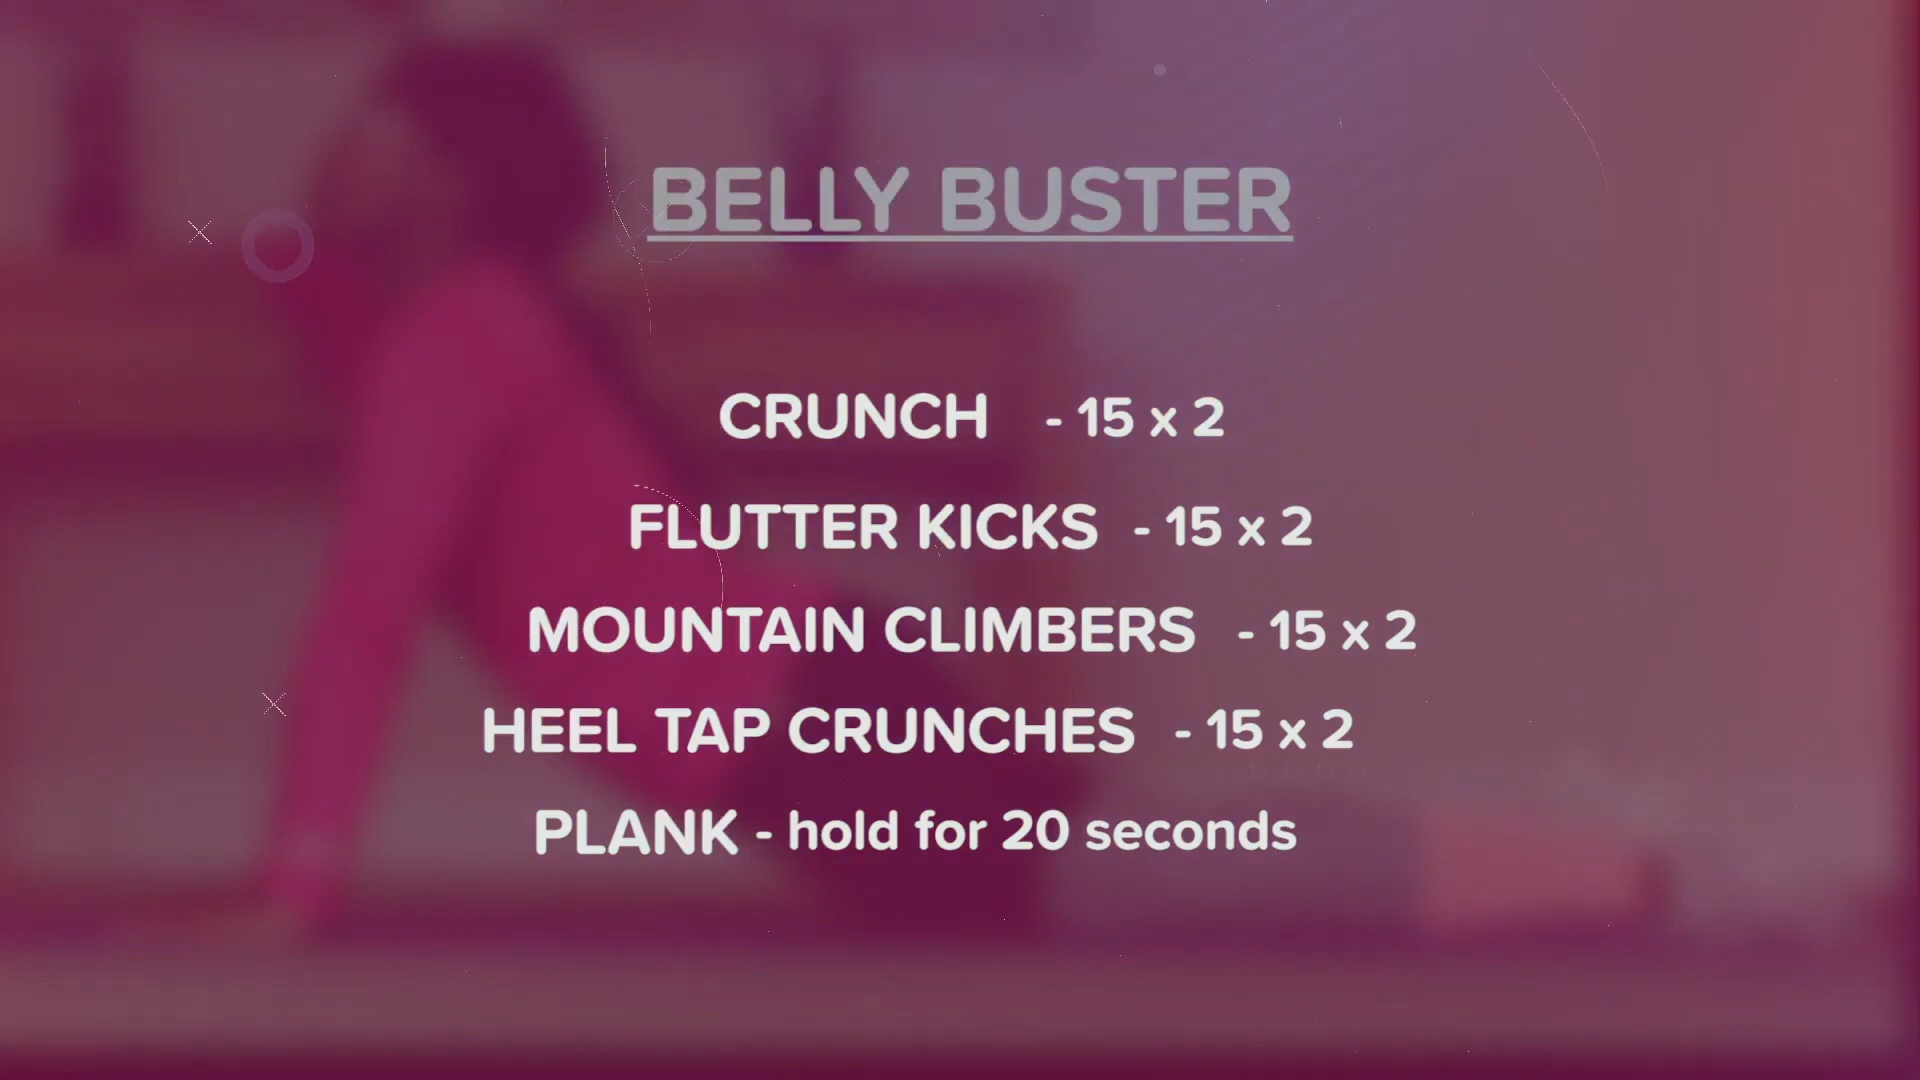 BELLY BUSTER
CRUNCH - 15 x 2
FLUTTER KICKS - 15 x 2
MOUNTAIN CLIMBERS - 15 x 2
HEEL TAP CRUNCHES - 15 x 2
PLANK - hold for 20 seconds